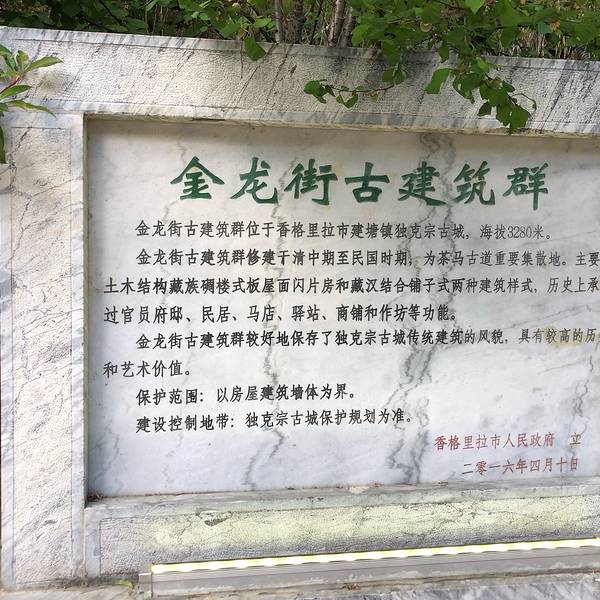 金龙街古建筑群
金龙街古建筑群位于香格里拉市建塘镇独克宗古城，海拔3280米。
金龙街古建筑群修建于清中期至民国时期，为茶马古道重要集散地。主要
土木结构藏族碉楼式板屋面闪片房和藏汉结合铺子式两种建筑样式，历史上承
过官员府邸、民居、马店、驿站、商铺和作坊等功能。
金龙街古建筑群较好地保存了独克宗古城传统建筑的风貌，具有较高的历
和艺术价值。
保护范围：以房屋建筑墙体为界。
建设控制地带：独克宗古城保护规划为准。
香格里拉市人民政府 立
二零一六年四月十日